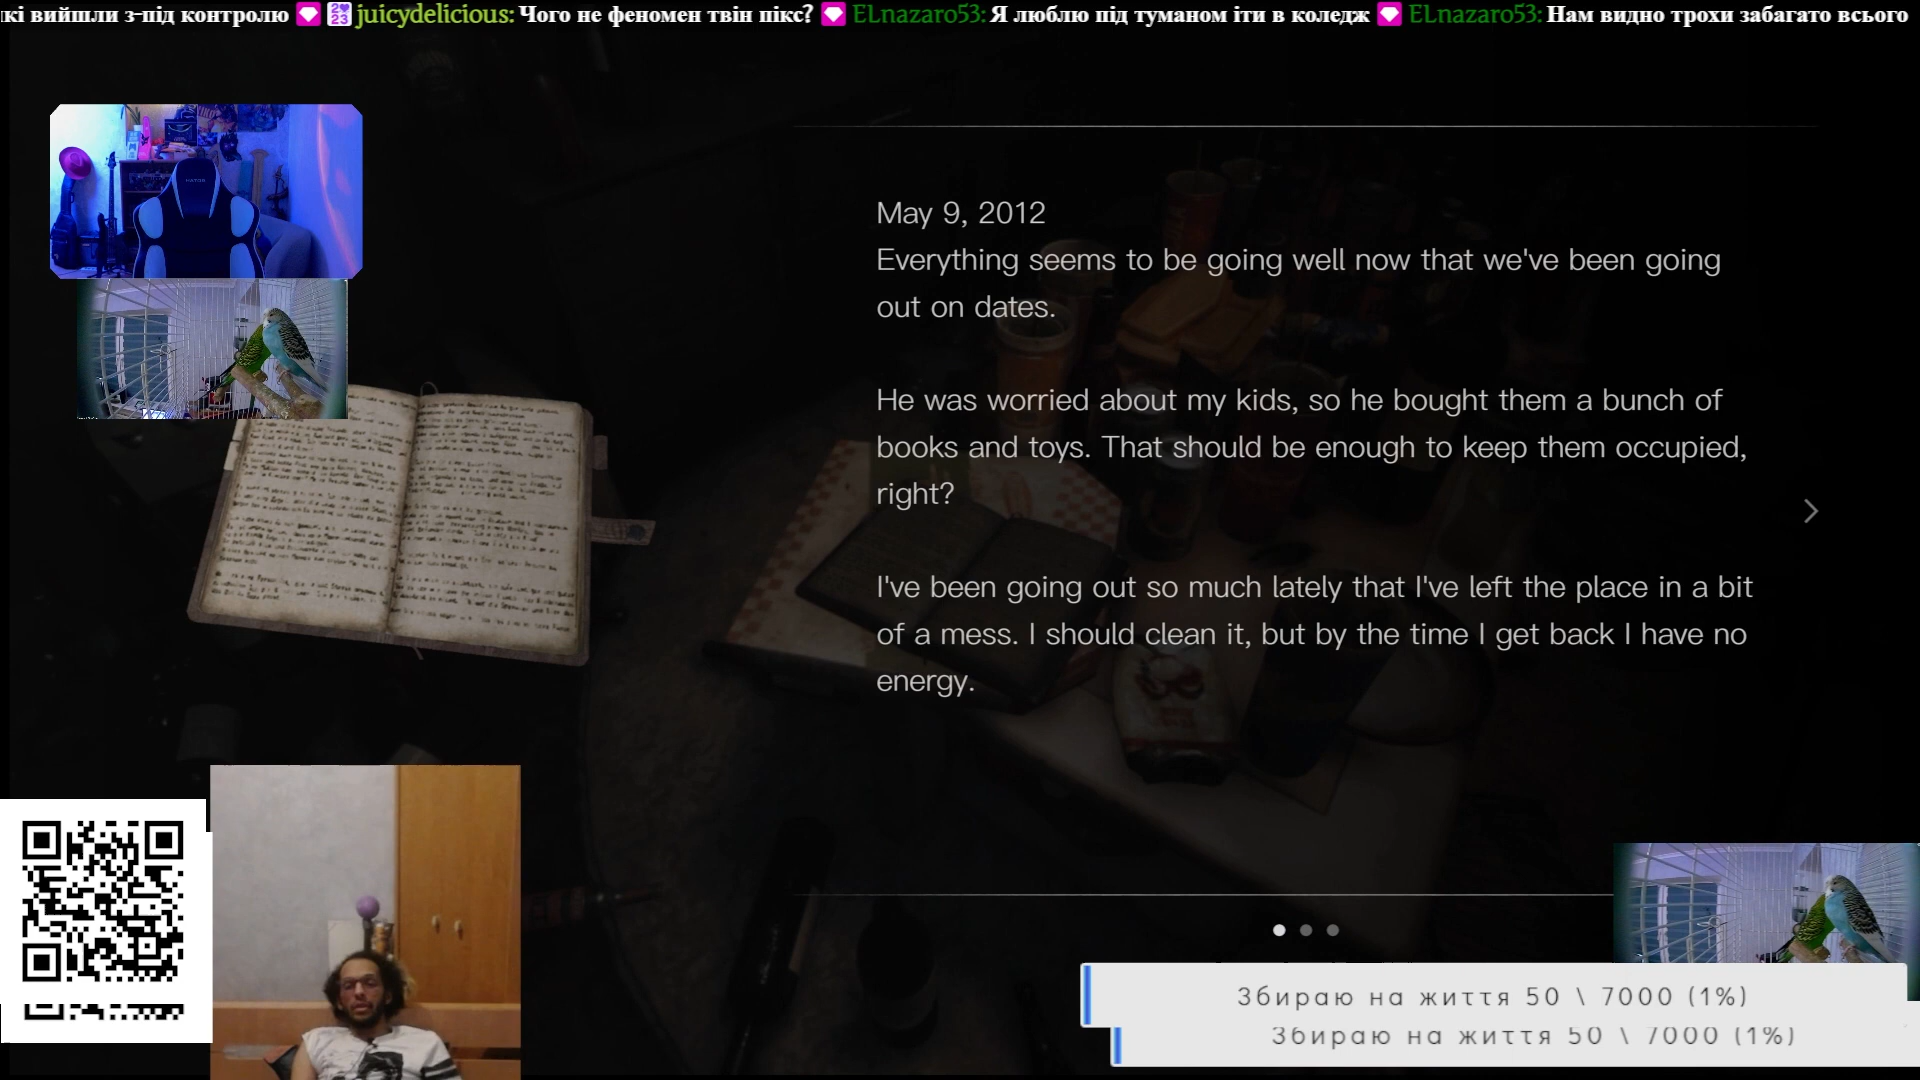 кі вийшли з-під контролю juicydelicious: Чого не феномен твін пікс? ELnazaro53: Я люблю під туманом іти в коледж ELnazaro53: Нам видно трохи забагато всього
May 9, 2012
Everything seems to be going well now that we've been going
out on dates.
He was worried about my kids, so he bought them a bunch of
books and toys. That should be enough to keep them occupied,
right?
I've been going out so much lately that I've left the place in a bit
of a mess. I should clean it, but by the time I get back I have no
energy.
Збираю на життя 50 \ 7000 (1%)
Збираю на життя 50 \ 7000 (1%)